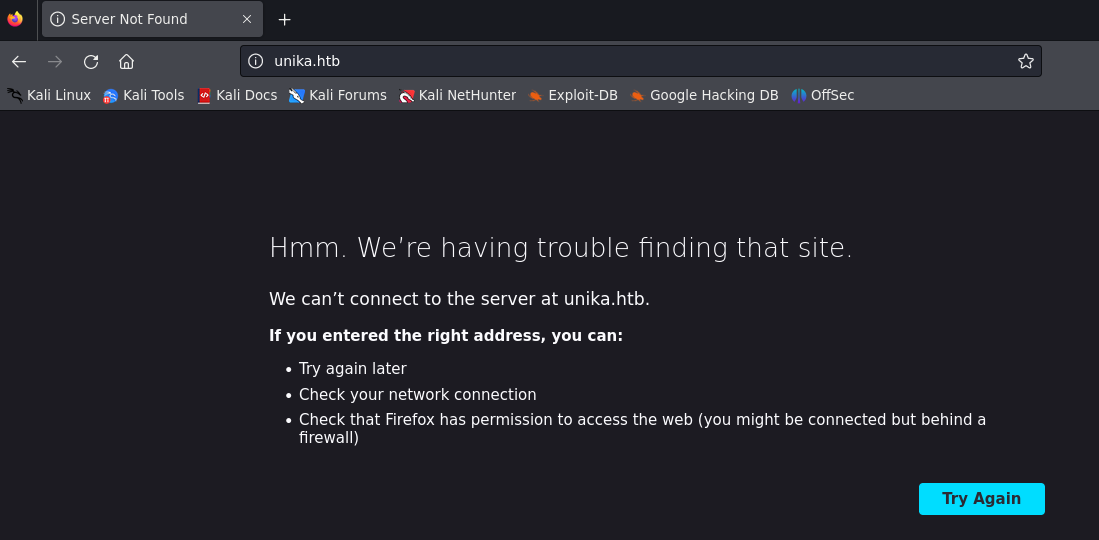 Server Not Found
unika.htb
Kali Linux Kali Tools Kali Docs Kali Forums Kali NetHunter Exploit-DB Google Hacking DB OffSec
Hmm. We're having trouble finding that site.
We can't connect to the server at unika.htb.
If you entered the right address, you can:
• Try again later
• Check your network connection
• Check that Firefox has permission to access the web (you might be connected but behind a
firewall)
Try Again